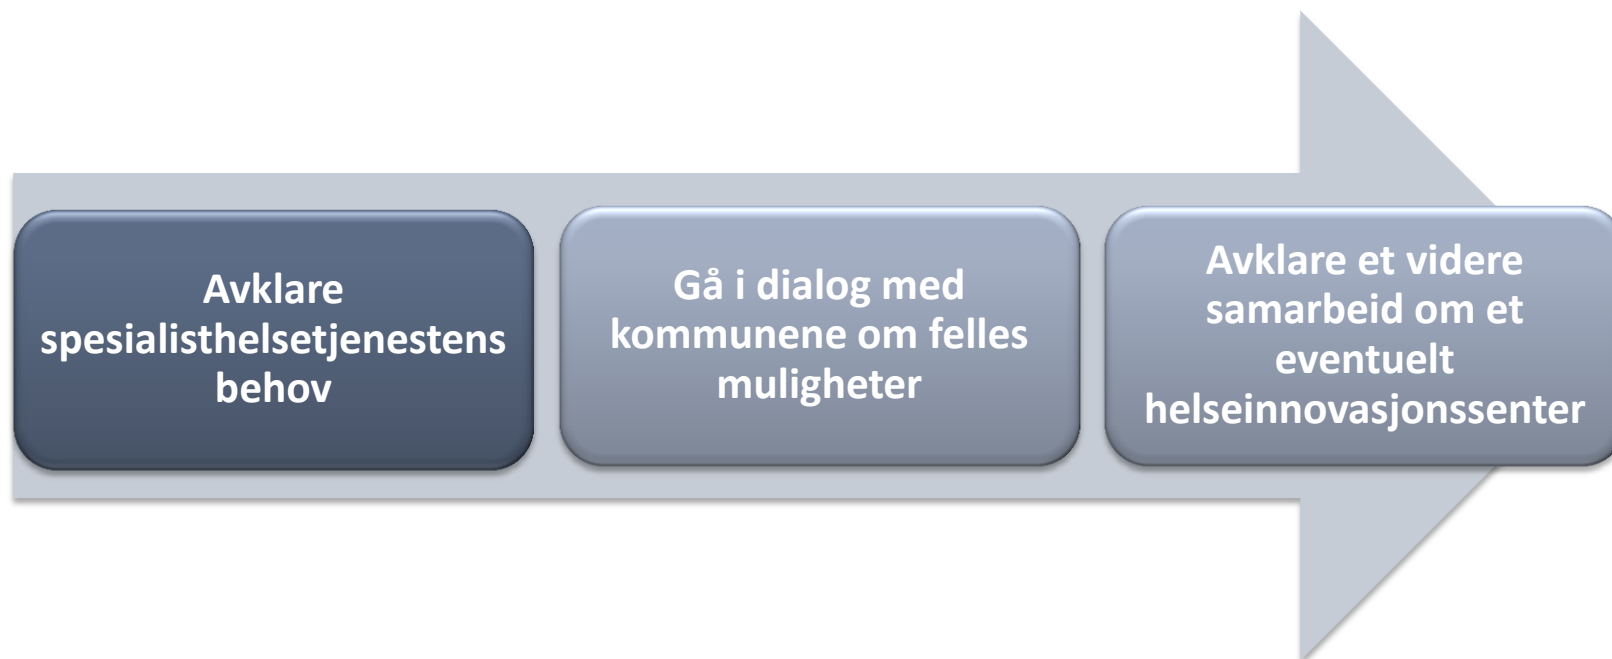 Avklare
spesialisthelsetjenestens
behov
Gå i dialog med
kommunene om felles
muligheter
Avklare et videre
samarbeid om et
eventuelt
helseinnovasjonssenter